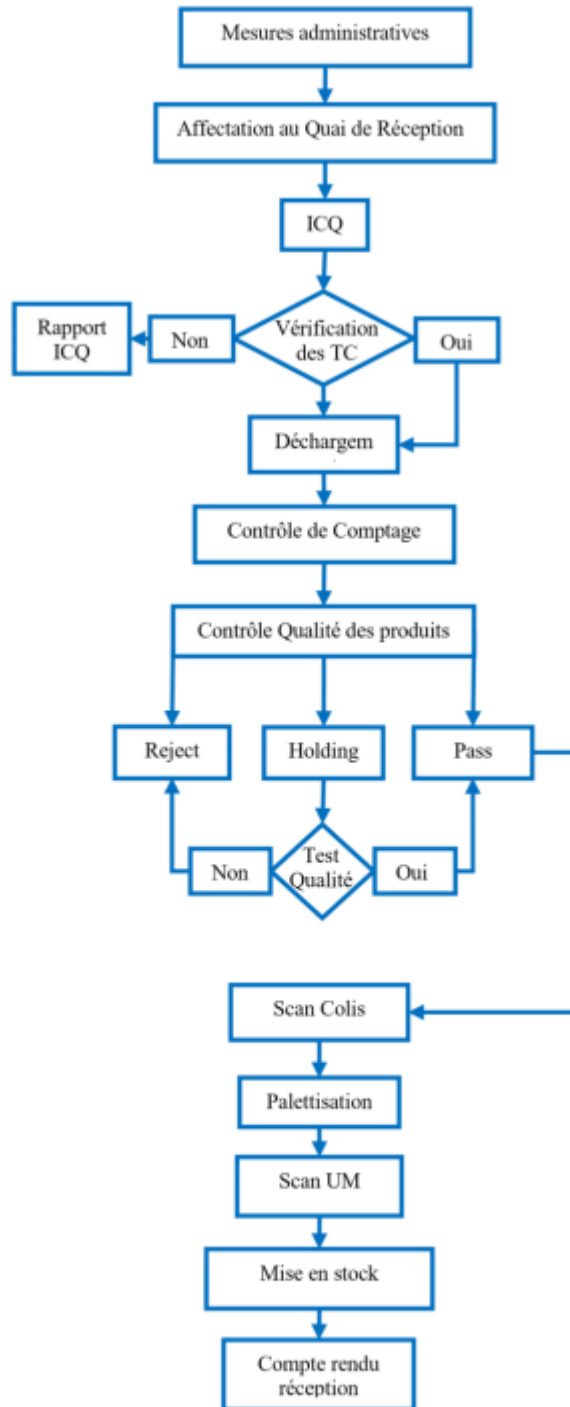 Mesures administratives
Affectation au Quai de Réception
ICQ
Rapport
ICQ
Non
Vérification
des TC
Oui
Déchargem
Contrôle de Comptage
Contrôle Qualité des produits
Reject
Holding
Pass
Non
Test
Qualité
Oui
Scan Colis
Palettisation
Scan UM
Mise en stock
Compte rendu
réception